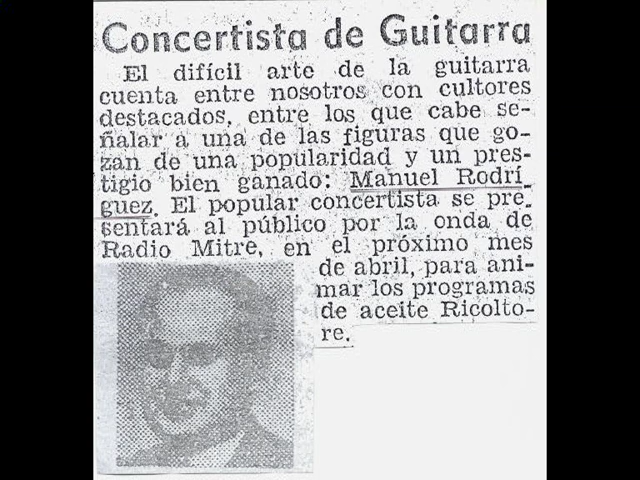 Concertista de Guitarra
El difícil arte de la guitarra
cuenta entre nosotros con cultores
destacados, entre los que cabe se-
ñalar a una de las figuras que go-
zan de una popularidad y un pres-
tigio bien ganado: Manuel Rodrí-
guez. El popular concertista se pre-
sentará al público por la onda de
Radio Mitre, en el próximo mes
de abril, para ani-
mar los programas
de aceite Ricolto-
re.